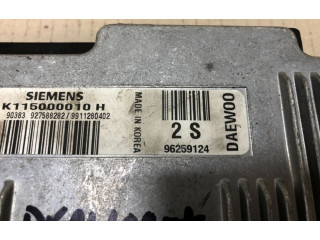 SIEMENS
K115000010 H
90383 927588282 / 9911280402
MADE IN KOREA
2 S
96259124
DAEWOO